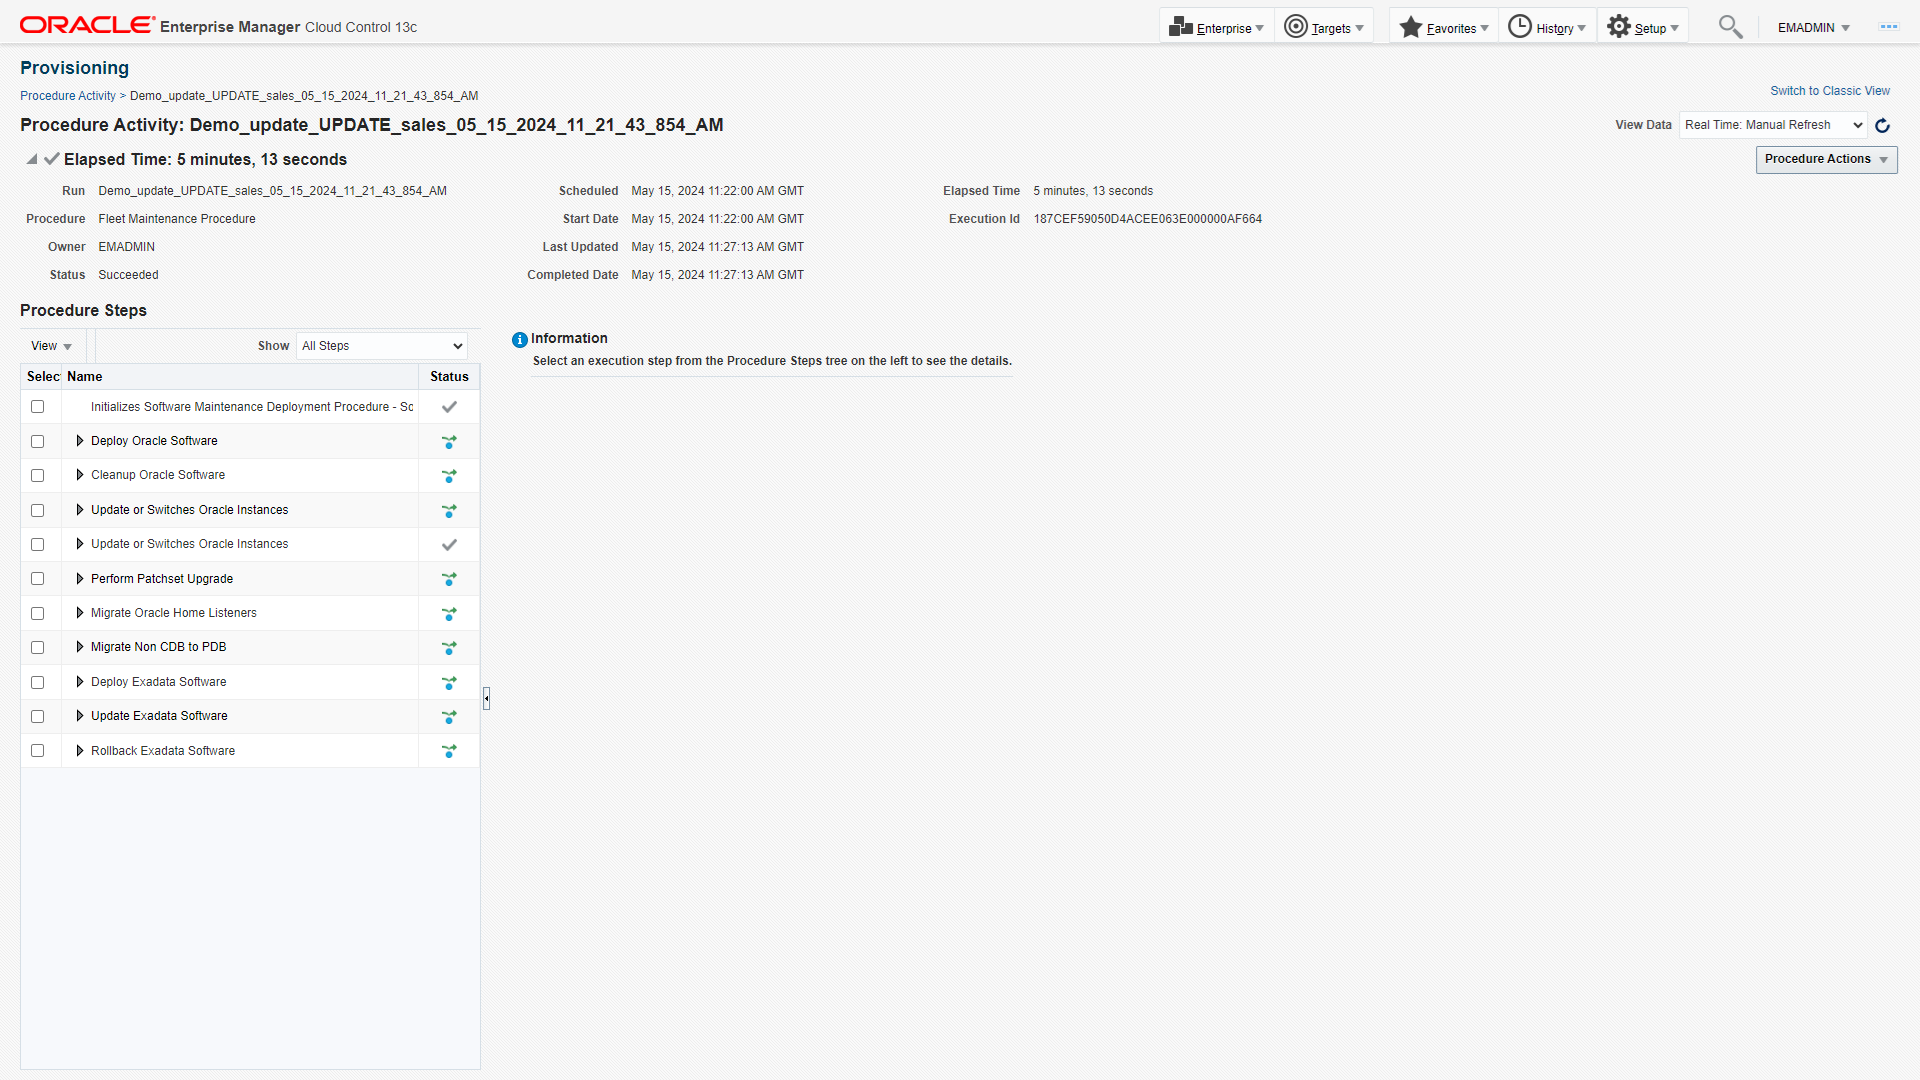 ORACLE Enterprise Manager Cloud Control 13c
Enterprise
Targets
Favorites
History
Setup
EMADMIN
Provisioning
Procedure Activity > Demo_update_UPDATE_sales_05_15_2024_11_21_43_854_AM
Switch to Classic View
Procedure Activity: Demo_update_UPDATE_sales_05_15_2024_11_21_43_854_AM
View Data Real Time: Manual Refresh
Elapsed Time: 5 minutes, 13 seconds
Procedure Actions
Run Demo_update_UPDATE_sales_05_15_2024_11_21_43_854_AM
Scheduled May 15, 2024 11:22:00 AM GMT
Elapsed Time 5 minutes, 13 seconds
Procedure Fleet Maintenance Procedure
Start Date May 15, 2024 11:22:00 AM GMT
Execution Id 187CEF59050D4ACEE063E000000AF664
Owner EMADMIN
Last Updated May 15, 2024 11:27:13 AM GMT
Status Succeeded
Completed Date May 15, 2024 11:27:13 AM GMT
Procedure Steps
View
Show All Steps
Selec Name Status
Initializes Software Maintenance Deployment Procedure - Sc
Deploy Oracle Software
Cleanup Oracle Software
Update or Switches Oracle Instances
Update or Switches Oracle Instances
Perform Patchset Upgrade
Migrate Oracle Home Listeners
Migrate Non CDB to PDB
Deploy Exadata Software
Update Exadata Software
Rollback Exadata Software
Information
Select an execution step from the Procedure Steps tree on the left to see the details.